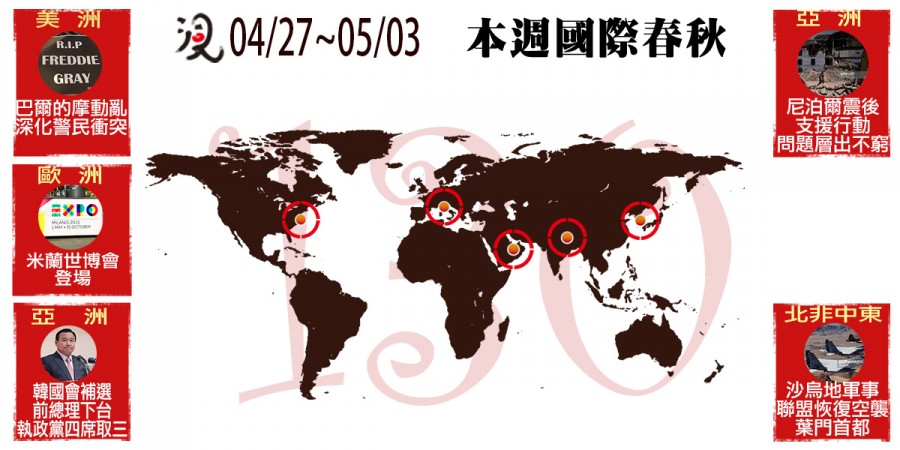 04/27~05/03 本週國際春秋
130
美洲
R.I.P
FREDDIE
GRAY
巴爾的摩動亂
深化警民衝突
歐洲
EXPO
MILANO 2015
米蘭世博會
登場
亞洲
韓國會補選
前總理下台
執政黨四席取三
亞洲
尼泊爾震後
支援行動
問題層出不窮
北非中東
沙烏地軍事
聯盟恢復空襲
葉門首都